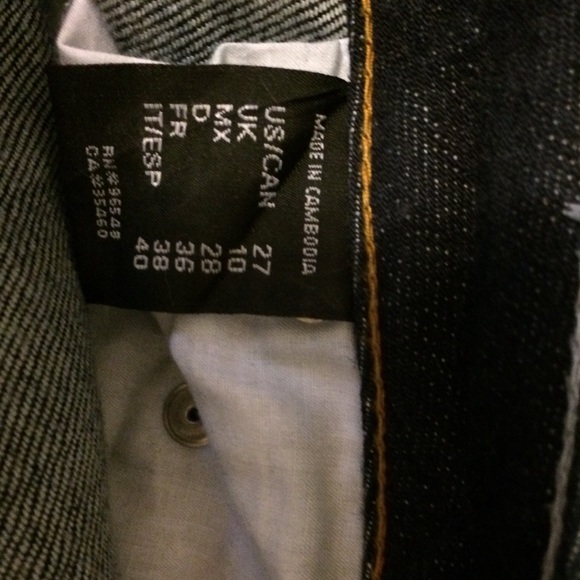 MADE IN CAMBODIA
US/CAN 27
UK 10
MX 28
D 36
FR 38
IT/ESP 40
RN#96548
CA#35460